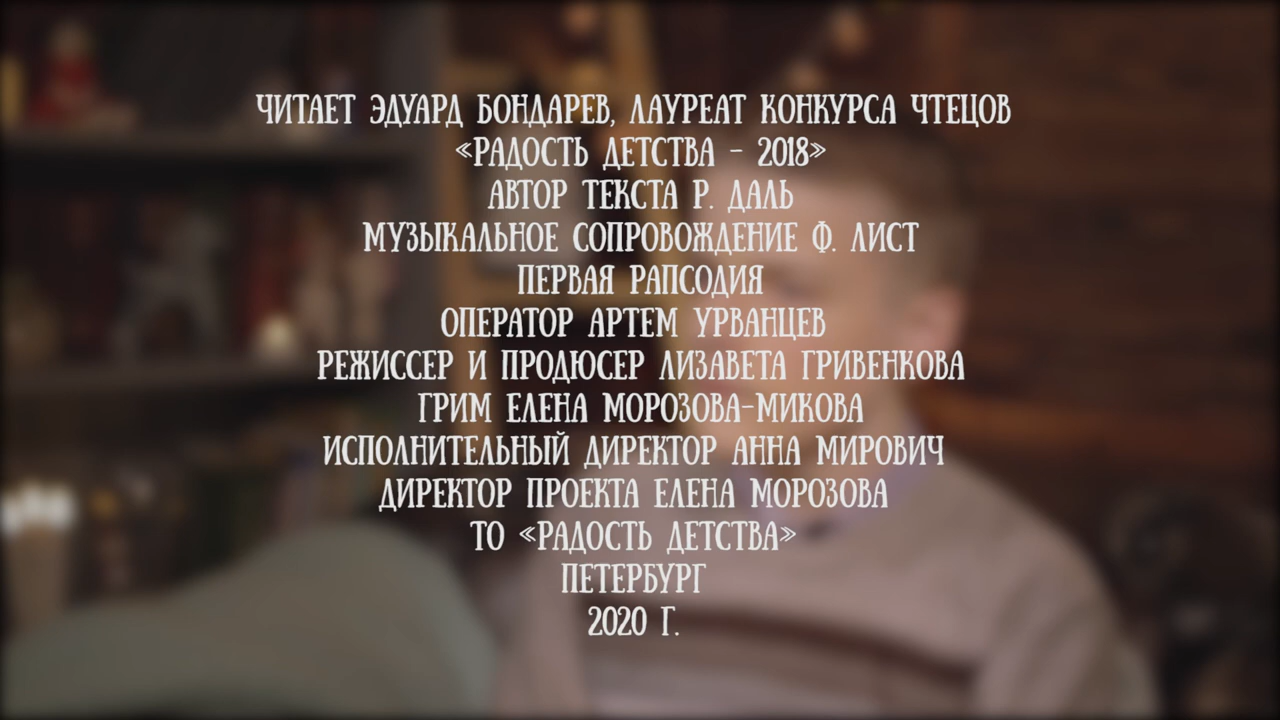 ЧИТАЕТ ЭДУАРД БОНДАРЕВ, ЛАУРЕАТ КОНКУРСА ЧТЕЦОВ
«РАДОСТЬ ДЕТСТВА - 2018»
АВТОР ТЕКСТА Р. ДАЛЬ
МУЗЫКАЛЬНОЕ СОПРОВОЖДЕНИЕ Ф. ЛИСТ
ПЕРВАЯ РАПСОДИЯ
ОПЕРАТОР АРТЕМ УРВАНЦЕВ
РЕЖИССЕР И ПРОДЮСЕР ЛИЗАВЕТА ГРИВЕНКОВА
ГРИМ ЕЛЕНА МОРОЗОВА-МИКОВА
ИСПОЛНИТЕЛЬНЫЙ ДИРЕКТОР АННА МИРОВИЧ
ДИРЕКТОР ПРОЕКТА ЕЛЕНА МОРОЗОВА
ТО «РАДОСТЬ ДЕТСТВА»
ПЕТЕРБУРГ
2020 Г.